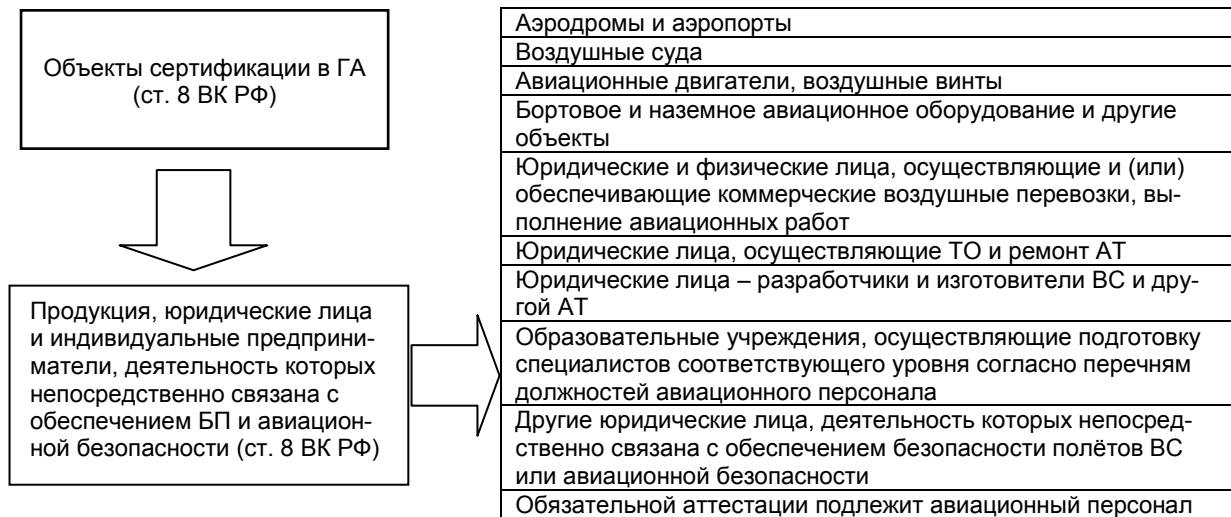 Объекты сертификации в ГА
(ст. 8 ВК РФ)
Продукция, юридические лица
и индивидуальные предприни-
матели, деятельность которых
непосредственно связана с
обеспечением БП и авиацион-
ной безопасности (ст. 8 ВК РФ)
Аэродромы и аэропорты
Воздушные суда
Авиационные двигатели, воздушные винты
Бортовое и наземное авиационное оборудование и другие
объекты
Юридические и физические лица, осуществляющие и (или)
обеспечивающие коммерческие воздушные перевозки, вы-
полнение авиационных работ
Юридические лица, осуществляющие ТО и ремонт АТ
Юридические лица – разработчики и изготовители ВС и дру-
гой АТ
Образовательные учреждения, осуществляющие подготовку
специалистов соответствующего уровня согласно перечням
должностей авиационного персонала
Другие юридические лица, деятельность которых непосред-
ственно связана с обеспечением безопасности полётов ВС
или авиационной безопасности
Обязательной аттестации подлежит авиационный персонал